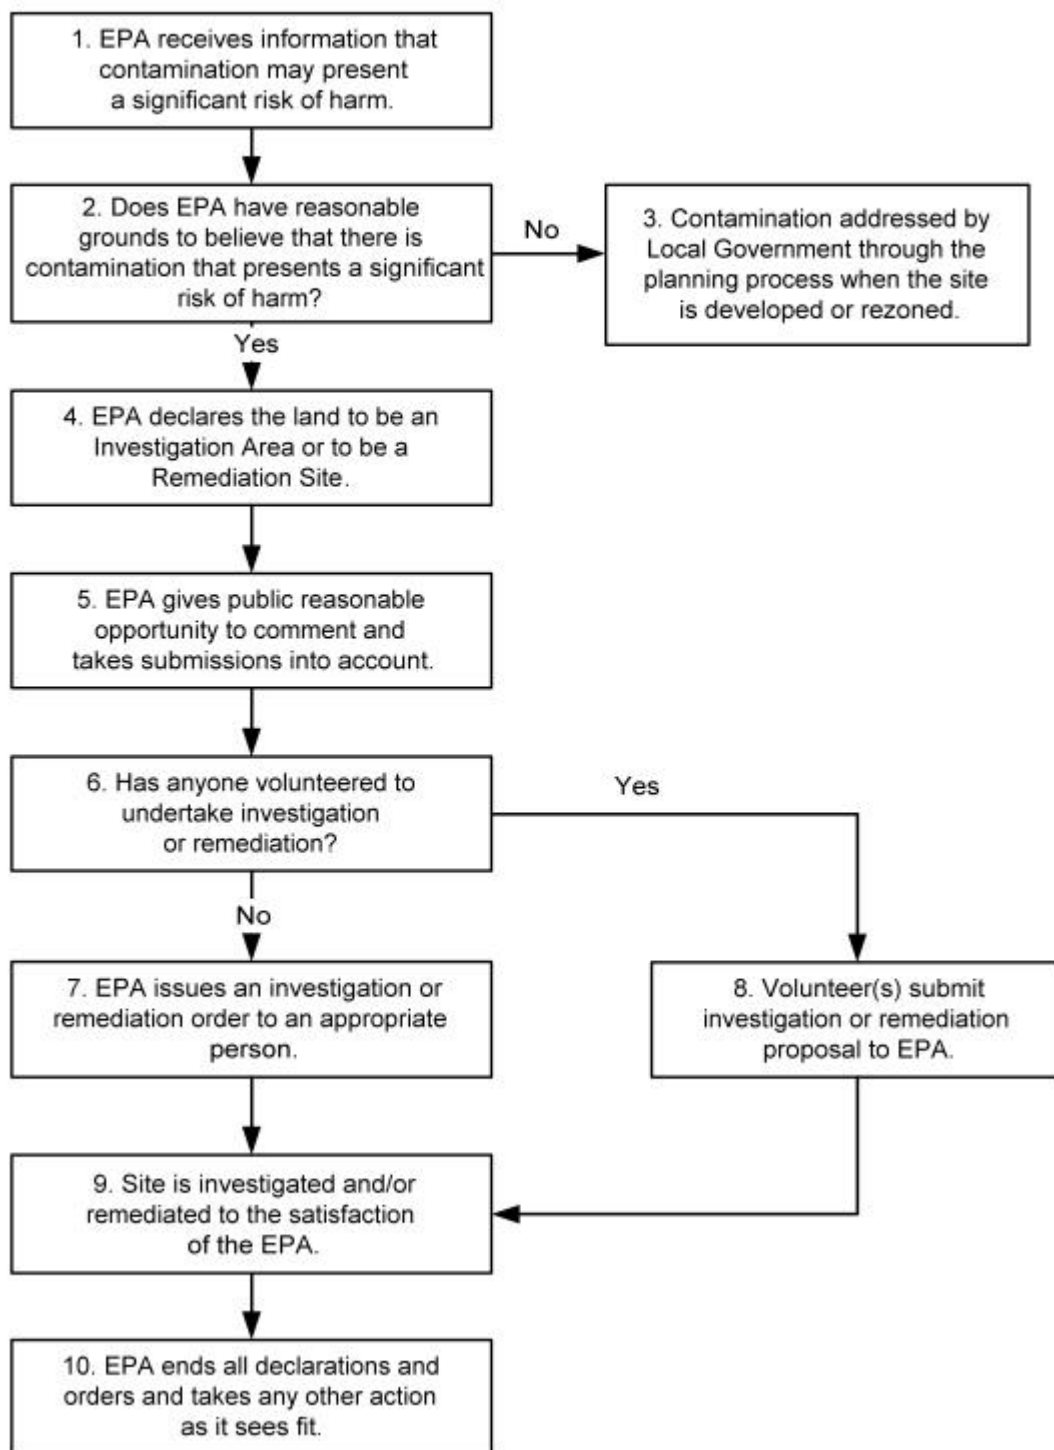 1. EPA receives information that
contamination may present
a significant risk of harm.
2. Does EPA have reasonable
grounds to believe that there is
contamination that presents a significant
risk of harm?
No
3. Contamination addressed by
Local Government through the
planning process when the site
is developed or rezoned.
Yes
4. EPA declares the land to be an
Investigation Area or to be a
Remediation Site.
5. EPA gives public reasonable
opportunity to comment and
takes submissions into account.
6. Has anyone volunteered to
undertake investigation
or remediation?
Yes
No
7. EPA issues an investigation or
remediation order to an appropriate
person.
8. Volunteer(s) submit
investigation or remediation
proposal to EPA.
9. Site is investigated and/or
remediated to the satisfaction
of the EPA.
10. EPA ends all declarations and
orders and takes any other action
as it sees fit.